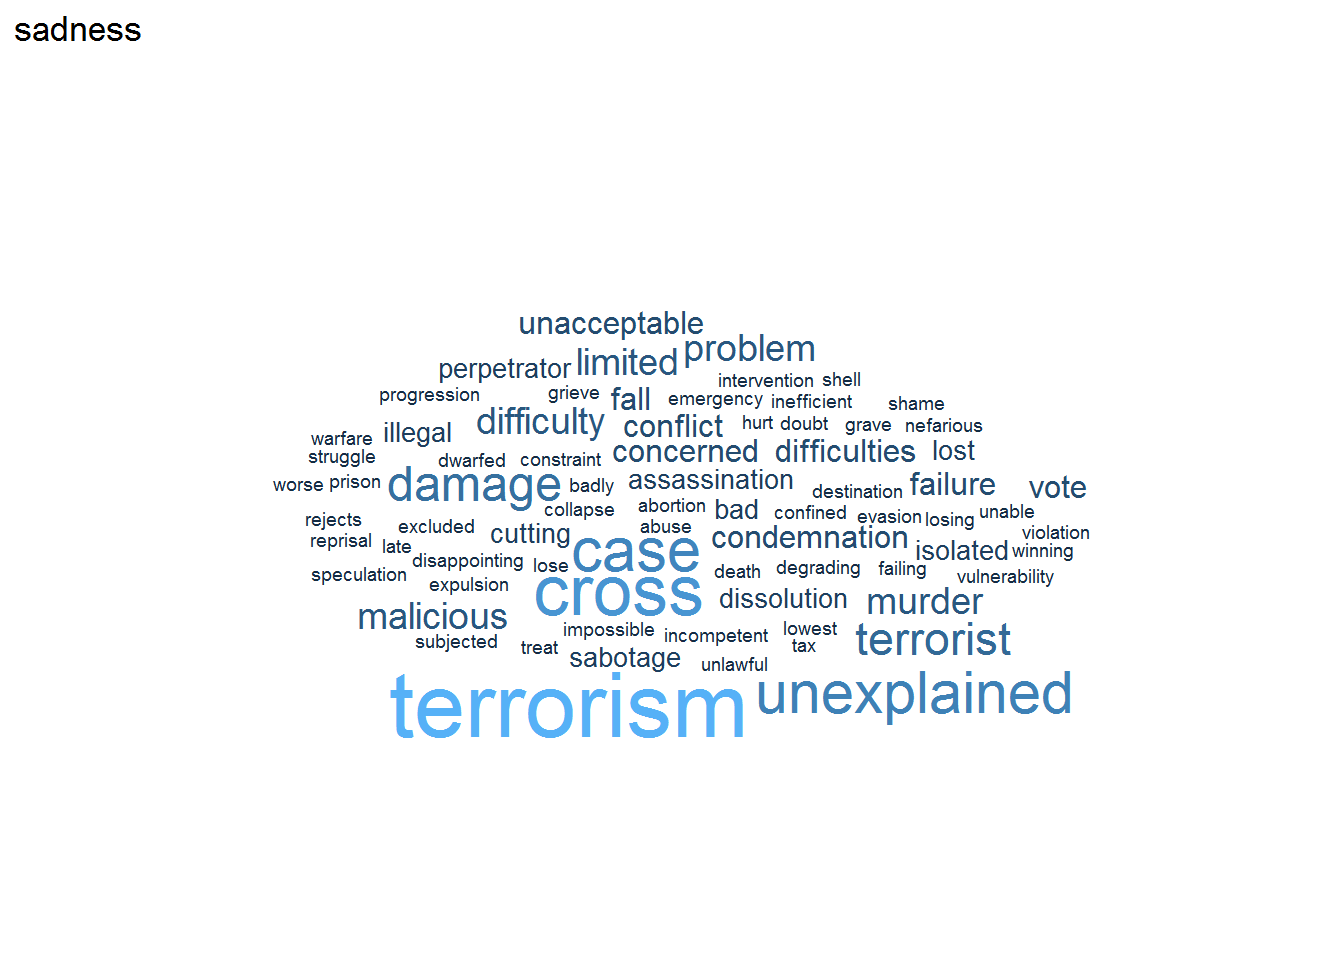 sadness
unacceptable
perpetrator limited problem
progression grieve fall intervention shell
emergency inefficient shame
illegal difficulty conflict hurt doubt grave nefarious
warfare
struggle dwarfed constraint concerned difficulties lost
worse prison damage badly assassination destination failure vote
collapse abortion bad confined evasion losing unable
rejects excluded cutting abuse condemnation violation
reprisal late case isolated winning
disappointing lose death degrading failing vulnerability
speculation expulsion cross dissolution murder
malicious impossible incompetent lowest
subjected treat sabotage unlawful tax terrorist
terrorism unexplained